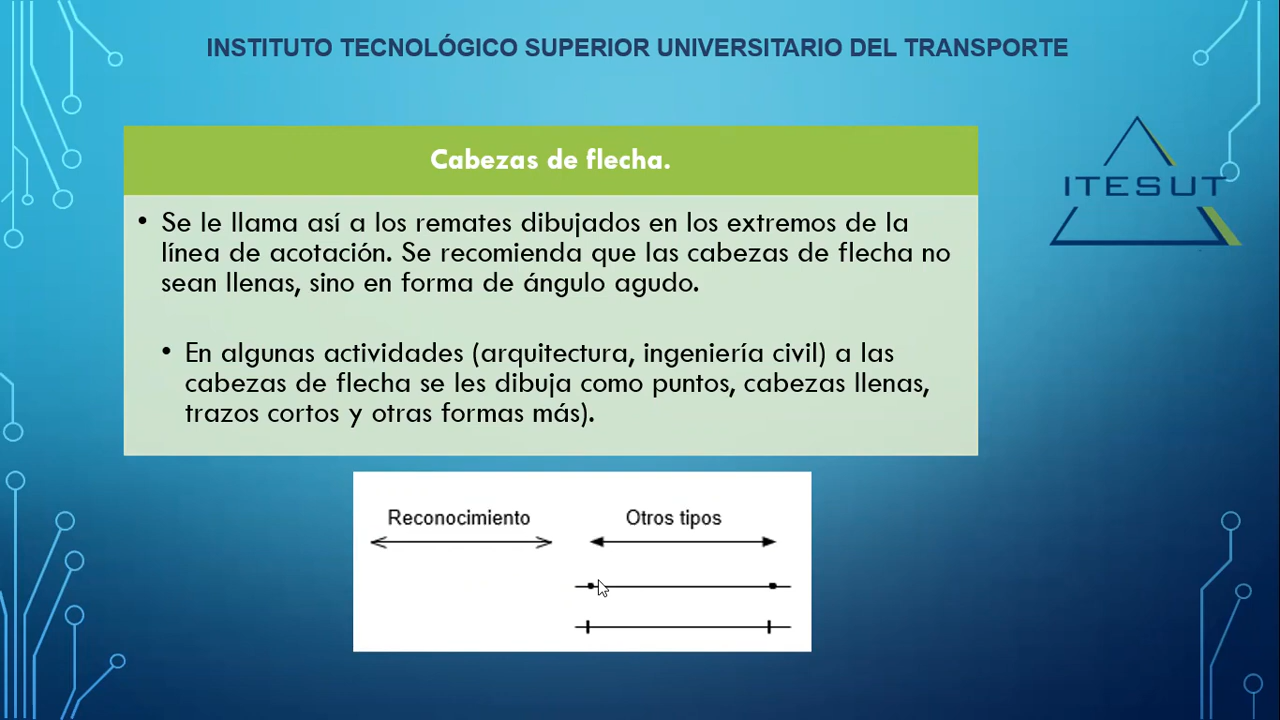 INSTITUTO TECNOLÓGICO SUPERIOR UNIVERSITARIO DEL TRANSPORTE
Cabezas de flecha.
ITESUT
• Se le llama así a los remates dibujados en los extremos de la
línea de acotación. Se recomienda que las cabezas de flecha no
sean llenas, sino en forma de ángulo agudo.
• En algunas actividades (arquitectura, ingeniería civil) a las
cabezas de flecha se les dibuja como puntos, cabezas llenas,
trazos cortos y otras formas más).
Reconocimiento
Otros tipos